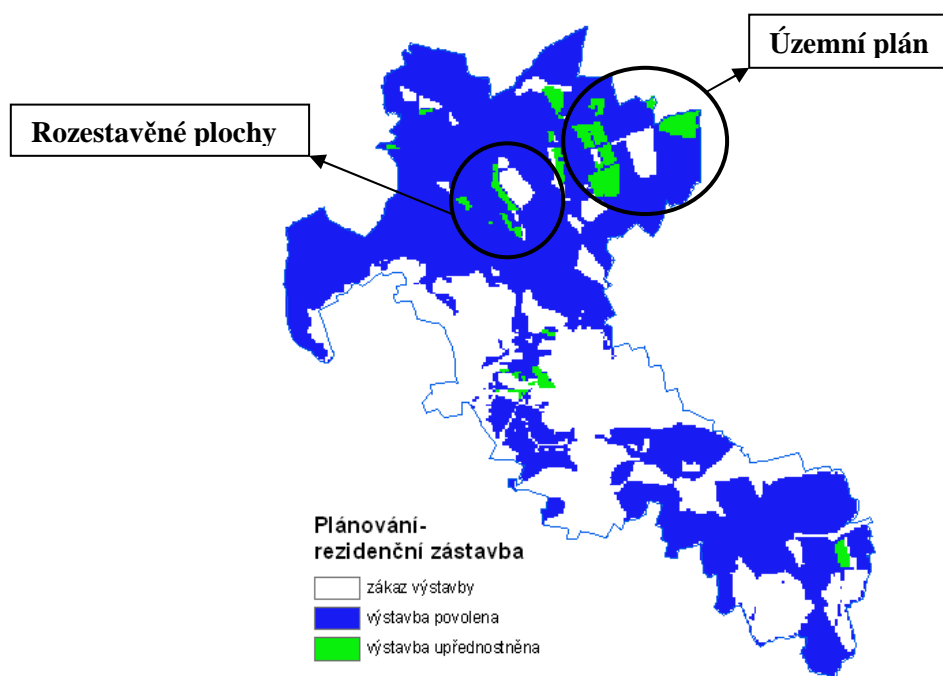 Územní plán
Rozestavěné plochy
Plánování-
rezidenční zástavba
zákaz výstavby
výstavba povolena
výstavba upřednostněna